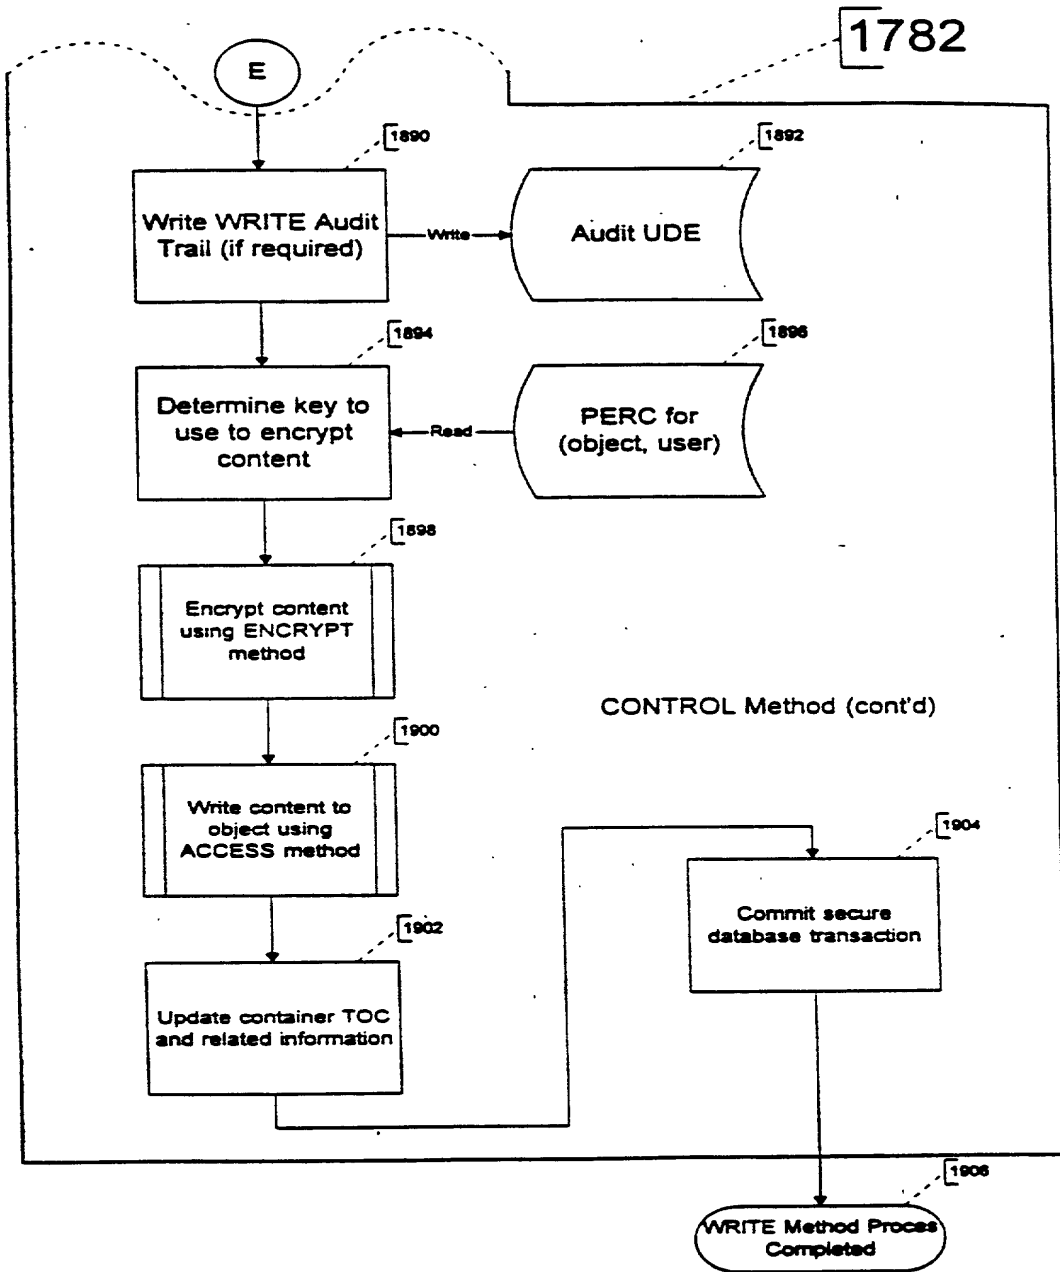 1782
E
1890
Write WRITE Audit
Trail (if required)
Write
1892
Audit UDE
1894
Determine key to
use to encrypt
content
Read
1896
PERC for
(object, user)
1898
Encrypt content
using ENCRYPT
method
CONTROL Method (cont'd)
1900
Write content to
object using
ACCESS method
1902
Update container TOC
and related information
1904
Commit secure
database transaction
1906
WRITE Method Proces
Completed